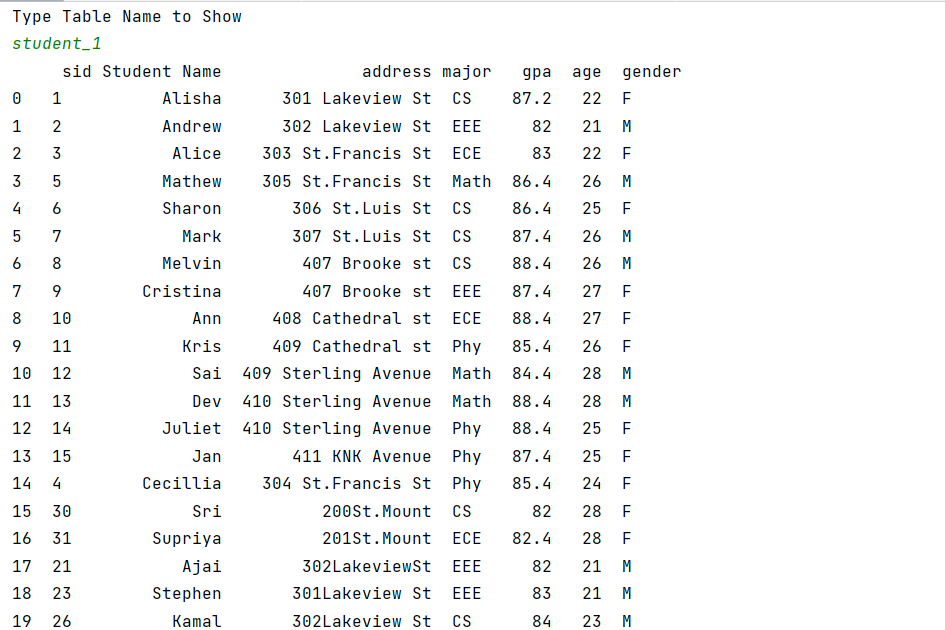 Type Table Name to Show
student_1
sid Student Name address major gpa age gender
0 1 Alisha 301 Lakeview St CS 87.2 22 F
1 2 Andrew 302 Lakeview St EEE 82 21 M
2 3 Alice 303 St.Francis St ECE 83 22 F
3 5 Mathew 305 St.Francis St Math 86.4 26 M
4 6 Sharon 306 St.Luis St CS 86.4 25 F
5 7 Mark 307 St.Luis St CS 87.4 26 M
6 8 Melvin 407 Brooke st CS 88.4 26 M
7 9 Cristina 407 Brooke st EEE 87.4 27 F
8 10 Ann 408 Cathedral st ECE 88.4 27 F
9 11 Kris 409 Cathedral st Phy 85.4 26 F
10 12 Sai 409 Sterling Avenue Math 84.4 28 M
11 13 Dev 410 Sterling Avenue Math 88.4 28 M
12 14 Juliet 410 Sterling Avenue Phy 88.4 25 F
13 15 Jan 411 KNK Avenue Phy 87.4 25 F
14 4 Cecillia 304 St.Francis St Phy 85.4 24 F
15 30 Sri 200St.Mount CS 82 28 F
16 31 Supriya 201St.Mount ECE 82.4 28 F
17 21 Ajai 302LakeviewSt EEE 82 21 M
18 23 Stephen 301Lakeview St EEE 83 21 M
19 26 Kamal 302Lakeview St CS 84 23 M